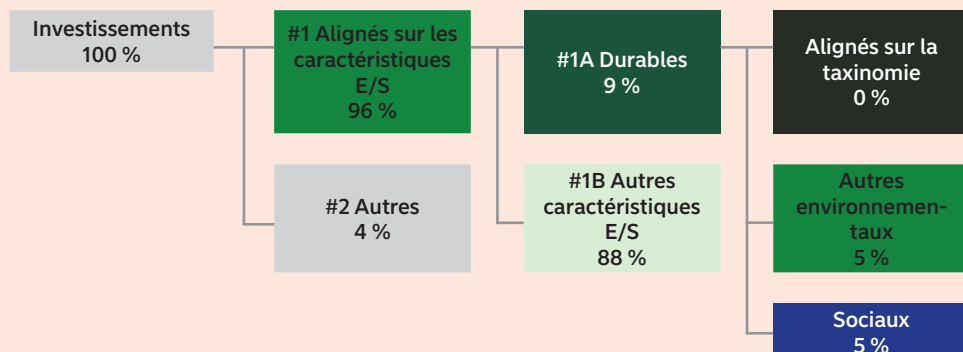 Investissements
100 %
#1 Alignés sur les
caractéristiques
E/S
96 %
#1A Durables
9 %
Alignés sur la
taxinomie
0 %
#2 Autres
4 %
#1B Autres
caractéristiques
E/S
88 %
Autres
environnemen-
taux
5 %
Sociaux
5 %